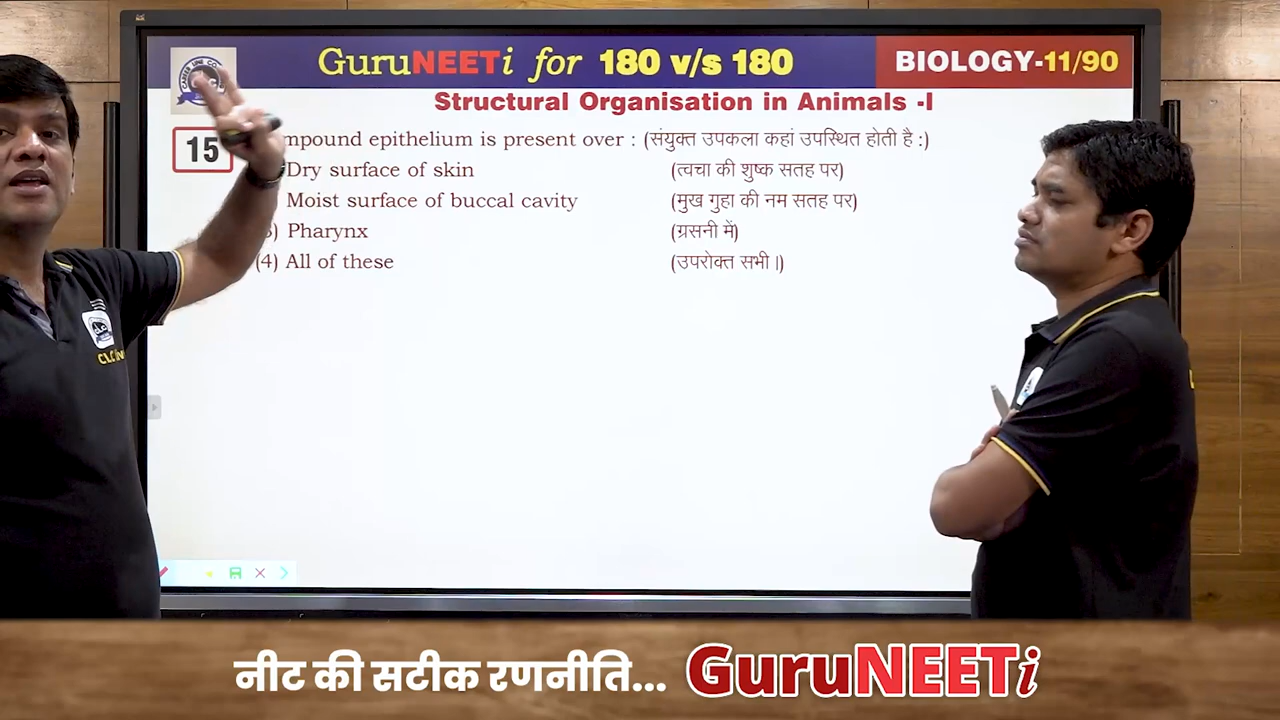 GuruNEETi for 180 v/s 180
BIOLOGY-11/90
Structural Organisation in Animals -I
15
mpound epithelium is present over : (संयुक्त उपकला कहां उपस्थित होती है :)
Dry surface of skin (त्वचा की शुष्क सतह पर)
Moist surface of buccal cavity (मुख गुहा की नम सतह पर)
) Pharynx (ग्रसनी में)
(4) All of these (उपरोक्त सभी।)
नीट की सटीक रणनीति... GuruNEETi